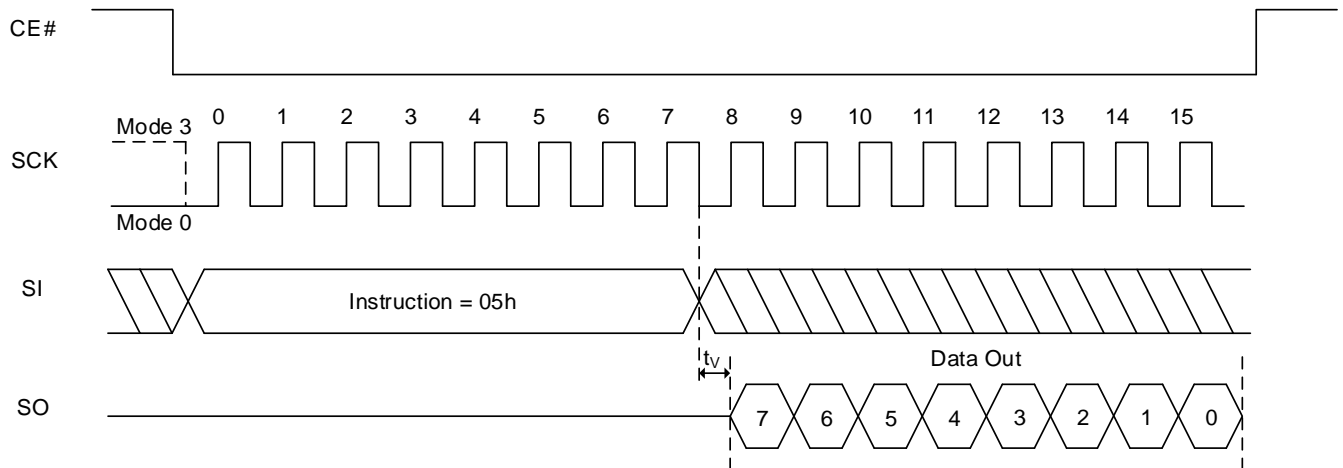 CE#
0 1 2 3 4 5 6 7 8 9 10 11 12 13 14 15
Mode 3
SCK
Mode 0
SI
Instruction = 05h
tV
Data Out
SO
7 6 5 4 3 2 1 0